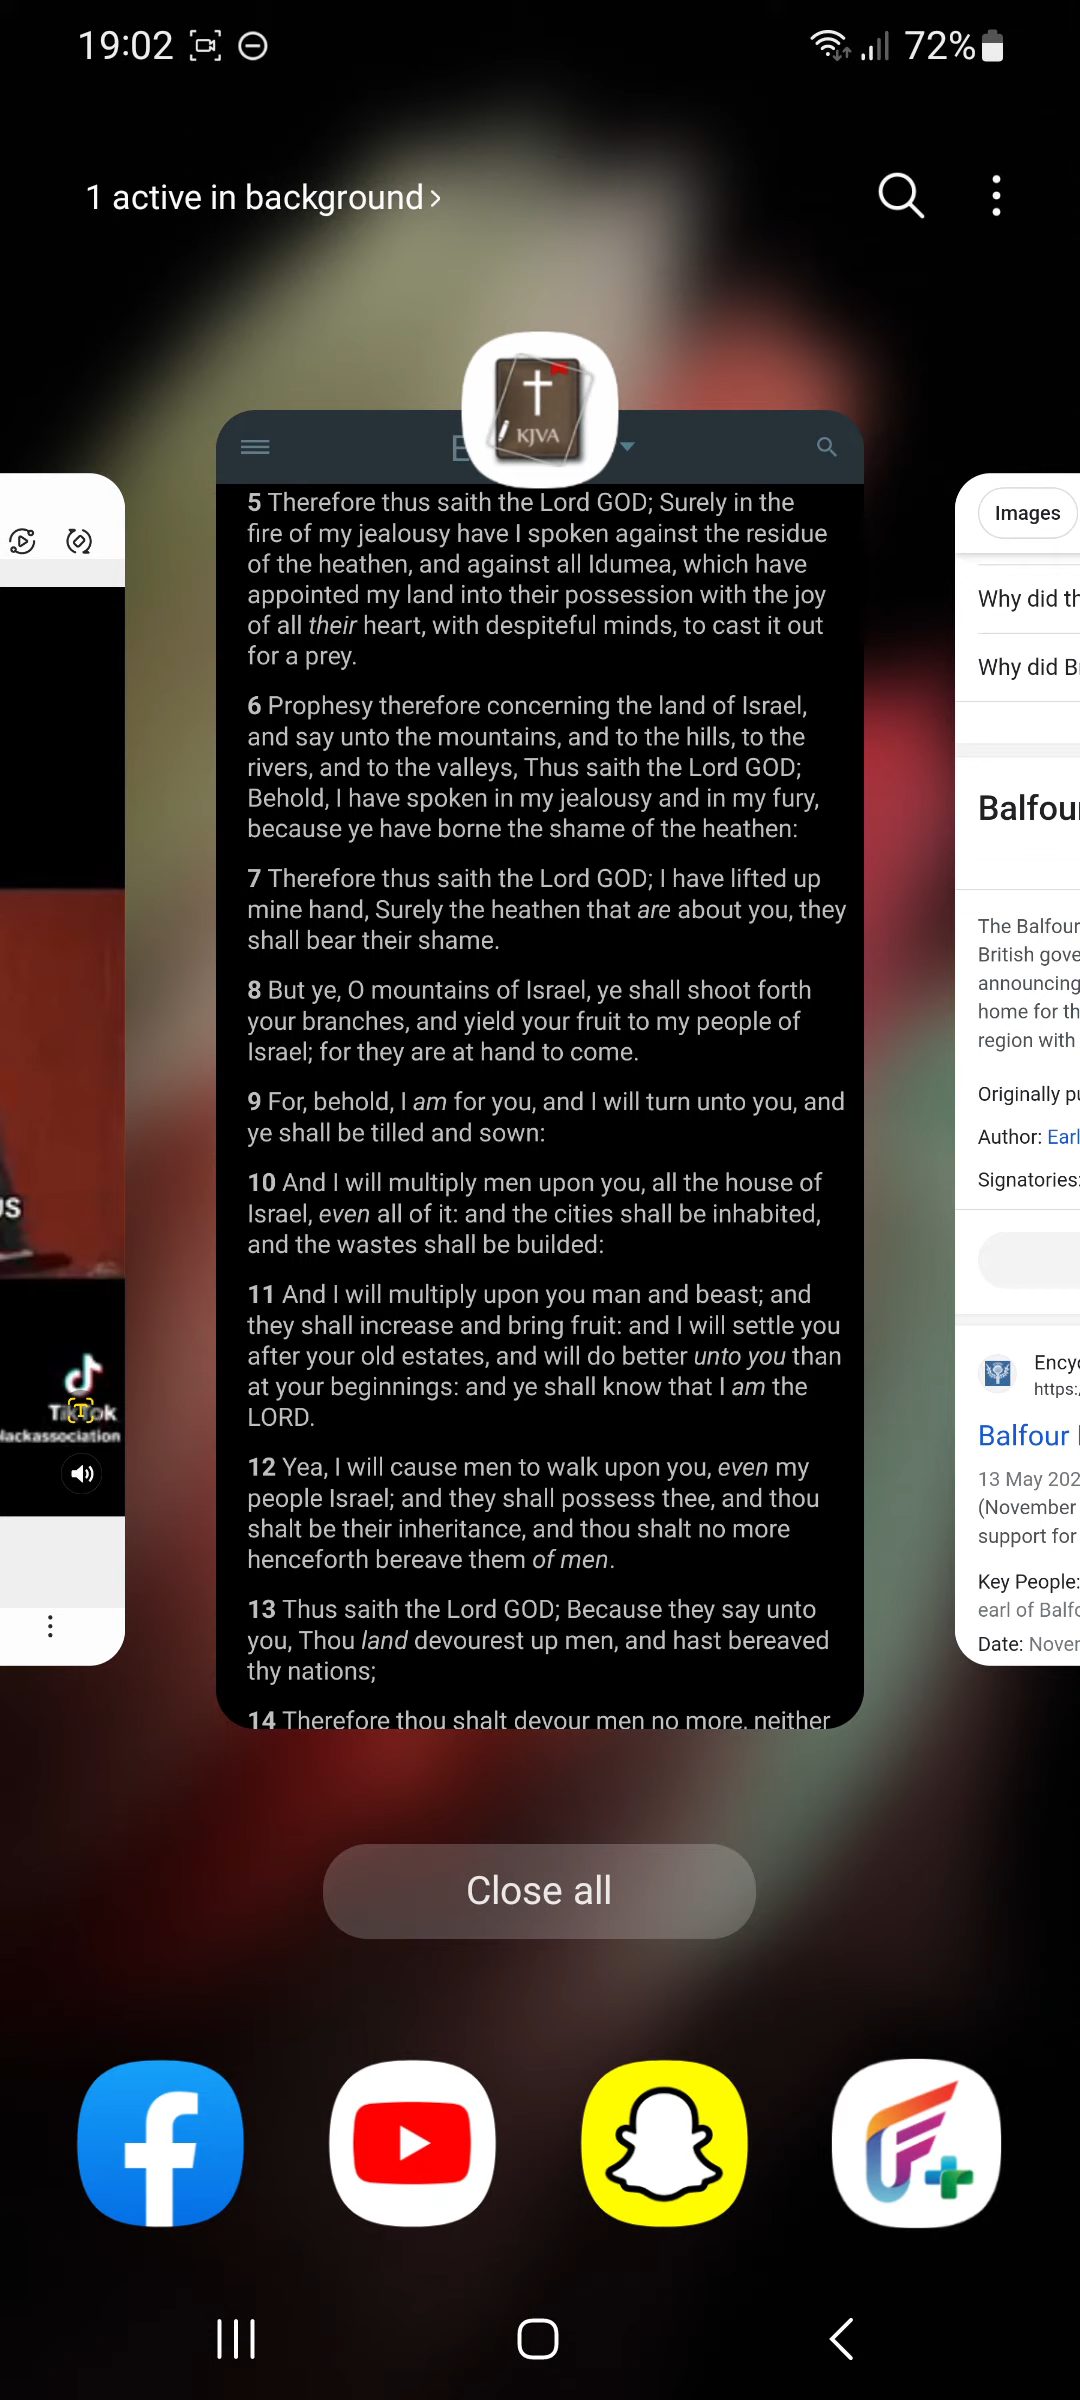 19:02
72%
1 active in background
KJVA
5 Therefore thus saith the Lord GOD; Surely in the
fire of my jealousy have I spoken against the residue
of the heathen, and against all Idumea, which have
appointed my land into their possession with the joy
of all their heart, with despiteful minds, to cast it out
for a prey.
6 Prophesy therefore concerning the land of Israel,
and say unto the mountains, and to the hills, to the
rivers, and to the valleys, Thus saith the Lord GOD;
Behold, I have spoken in my jealousy and in my fury,
because ye have borne the shame of the heathen:
7 Therefore thus saith the Lord GOD; I have lifted up
mine hand, Surely the heathen that are about you, they
shall bear their shame.
8 But ye, O mountains of Israel, ye shall shoot forth
your branches, and yield your fruit to my people of
Israel; for they are at hand to come.
9 For, behold, I am for you, and I will turn unto you, and
ye shall be tilled and sown:
10 And I will multiply men upon you, all the house of
Israel, even all of it: and the cities shall be inhabited,
and the wastes shall be builded:
11 And I will multiply upon you man and beast; and
they shall increase and bring fruit: and I will settle you
after your old estates, and will do better unto you than
at your beginnings: and ye shall know that I am the
LORD.
12 Yea, I will cause men to walk upon you, even my
people Israel; and they shall possess thee, and thou
shalt be their inheritance, and thou shalt no more
henceforth bereave them of men.
13 Thus saith the Lord GOD; Because they say unto
you, Thou land devourest up men, and hast bereaved
thy nations;
14 Therefore thou shalt devour men no more, neither
US
TikTok
lackassociation
Images
Why did th
Why did B
Balfour
The Balfour
British gove
announcing
home for th
region with
Originally pu
Author: Earl
Signatories:
Ency
https:/
Balfour
13 May 202
(November
support for
Key People:
earl of Balfo
Date: Nover
Close all